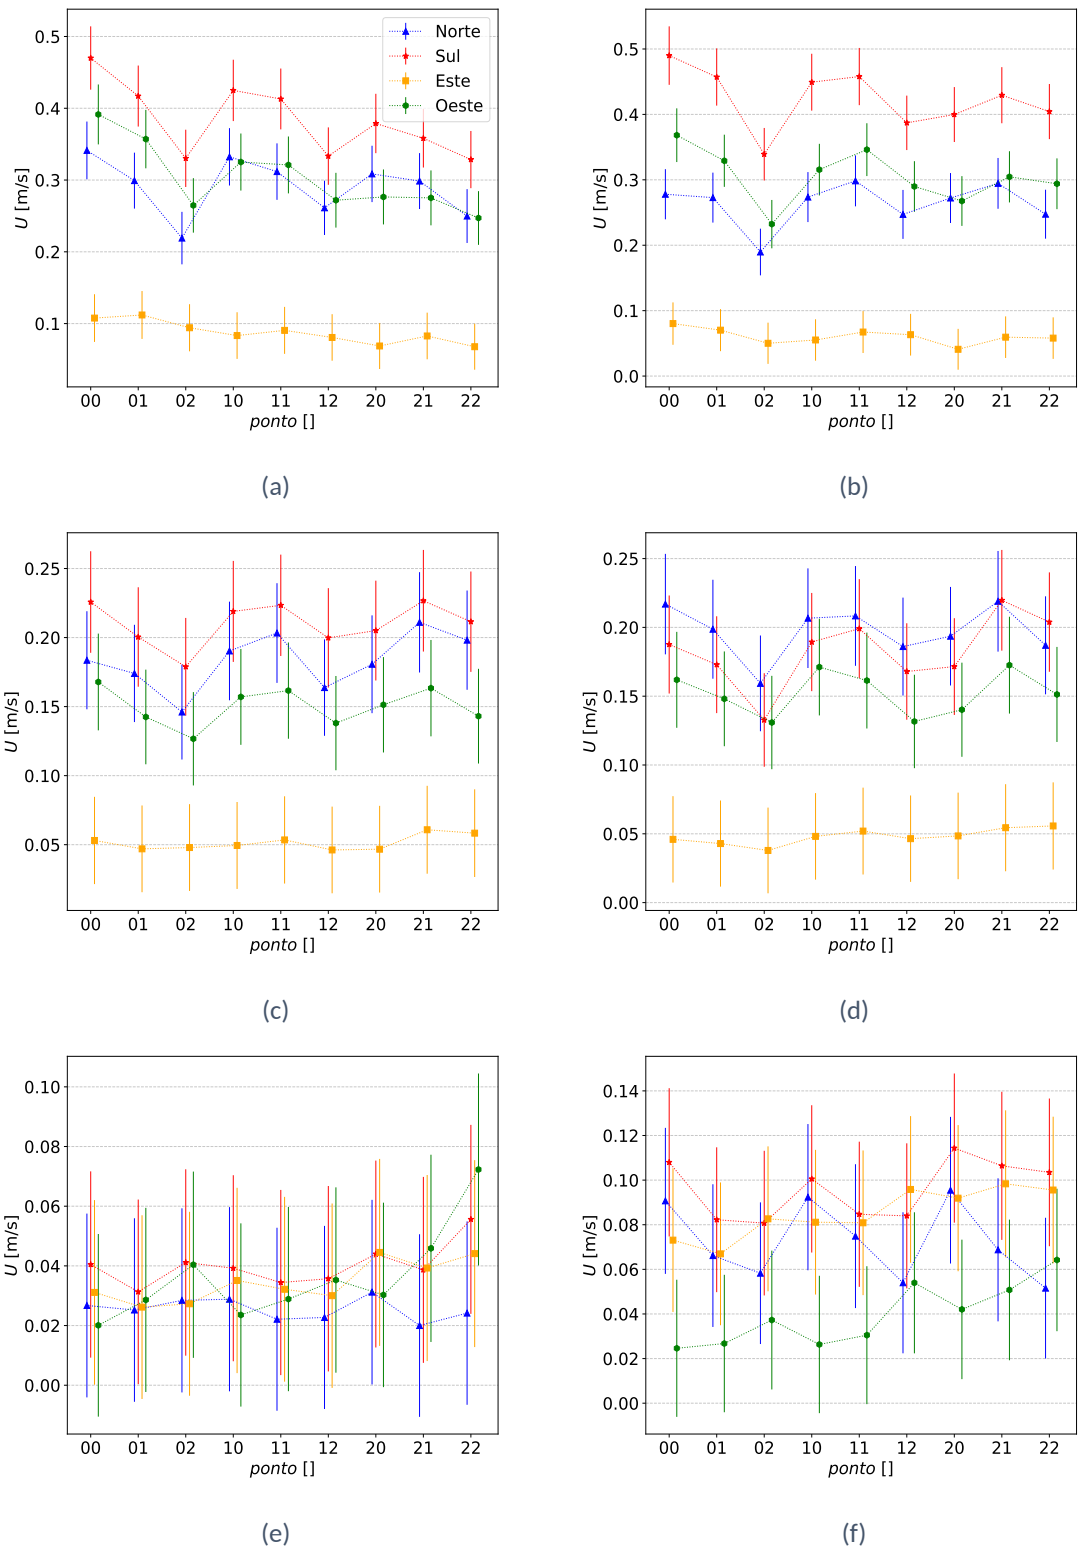 0.5
0.4
0.3
0.2
0.1
U [m/s]
Norte
Sul
Este
Oeste
00 01 02 10 11 12 20 21 22
ponto []
(a)
0.5
0.4
0.3
0.2
0.1
0.0
U [m/s]
00 01 02 10 11 12 20 21 22
ponto []
(b)
0.25
0.20
0.15
0.10
0.05
U [m/s]
00 01 02 10 11 12 20 21 22
ponto []
(c)
0.25
0.20
0.15
0.10
0.05
0.00
U [m/s]
00 01 02 10 11 12 20 21 22
ponto []
(d)
0.10
0.08
0.06
0.04
0.02
0.00
U [m/s]
00 01 02 10 11 12 20 21 22
ponto []
(e)
0.14
0.12
0.10
0.08
0.06
0.04
0.02
0.00
U [m/s]
00 01 02 10 11 12 20 21 22
ponto []
(f)